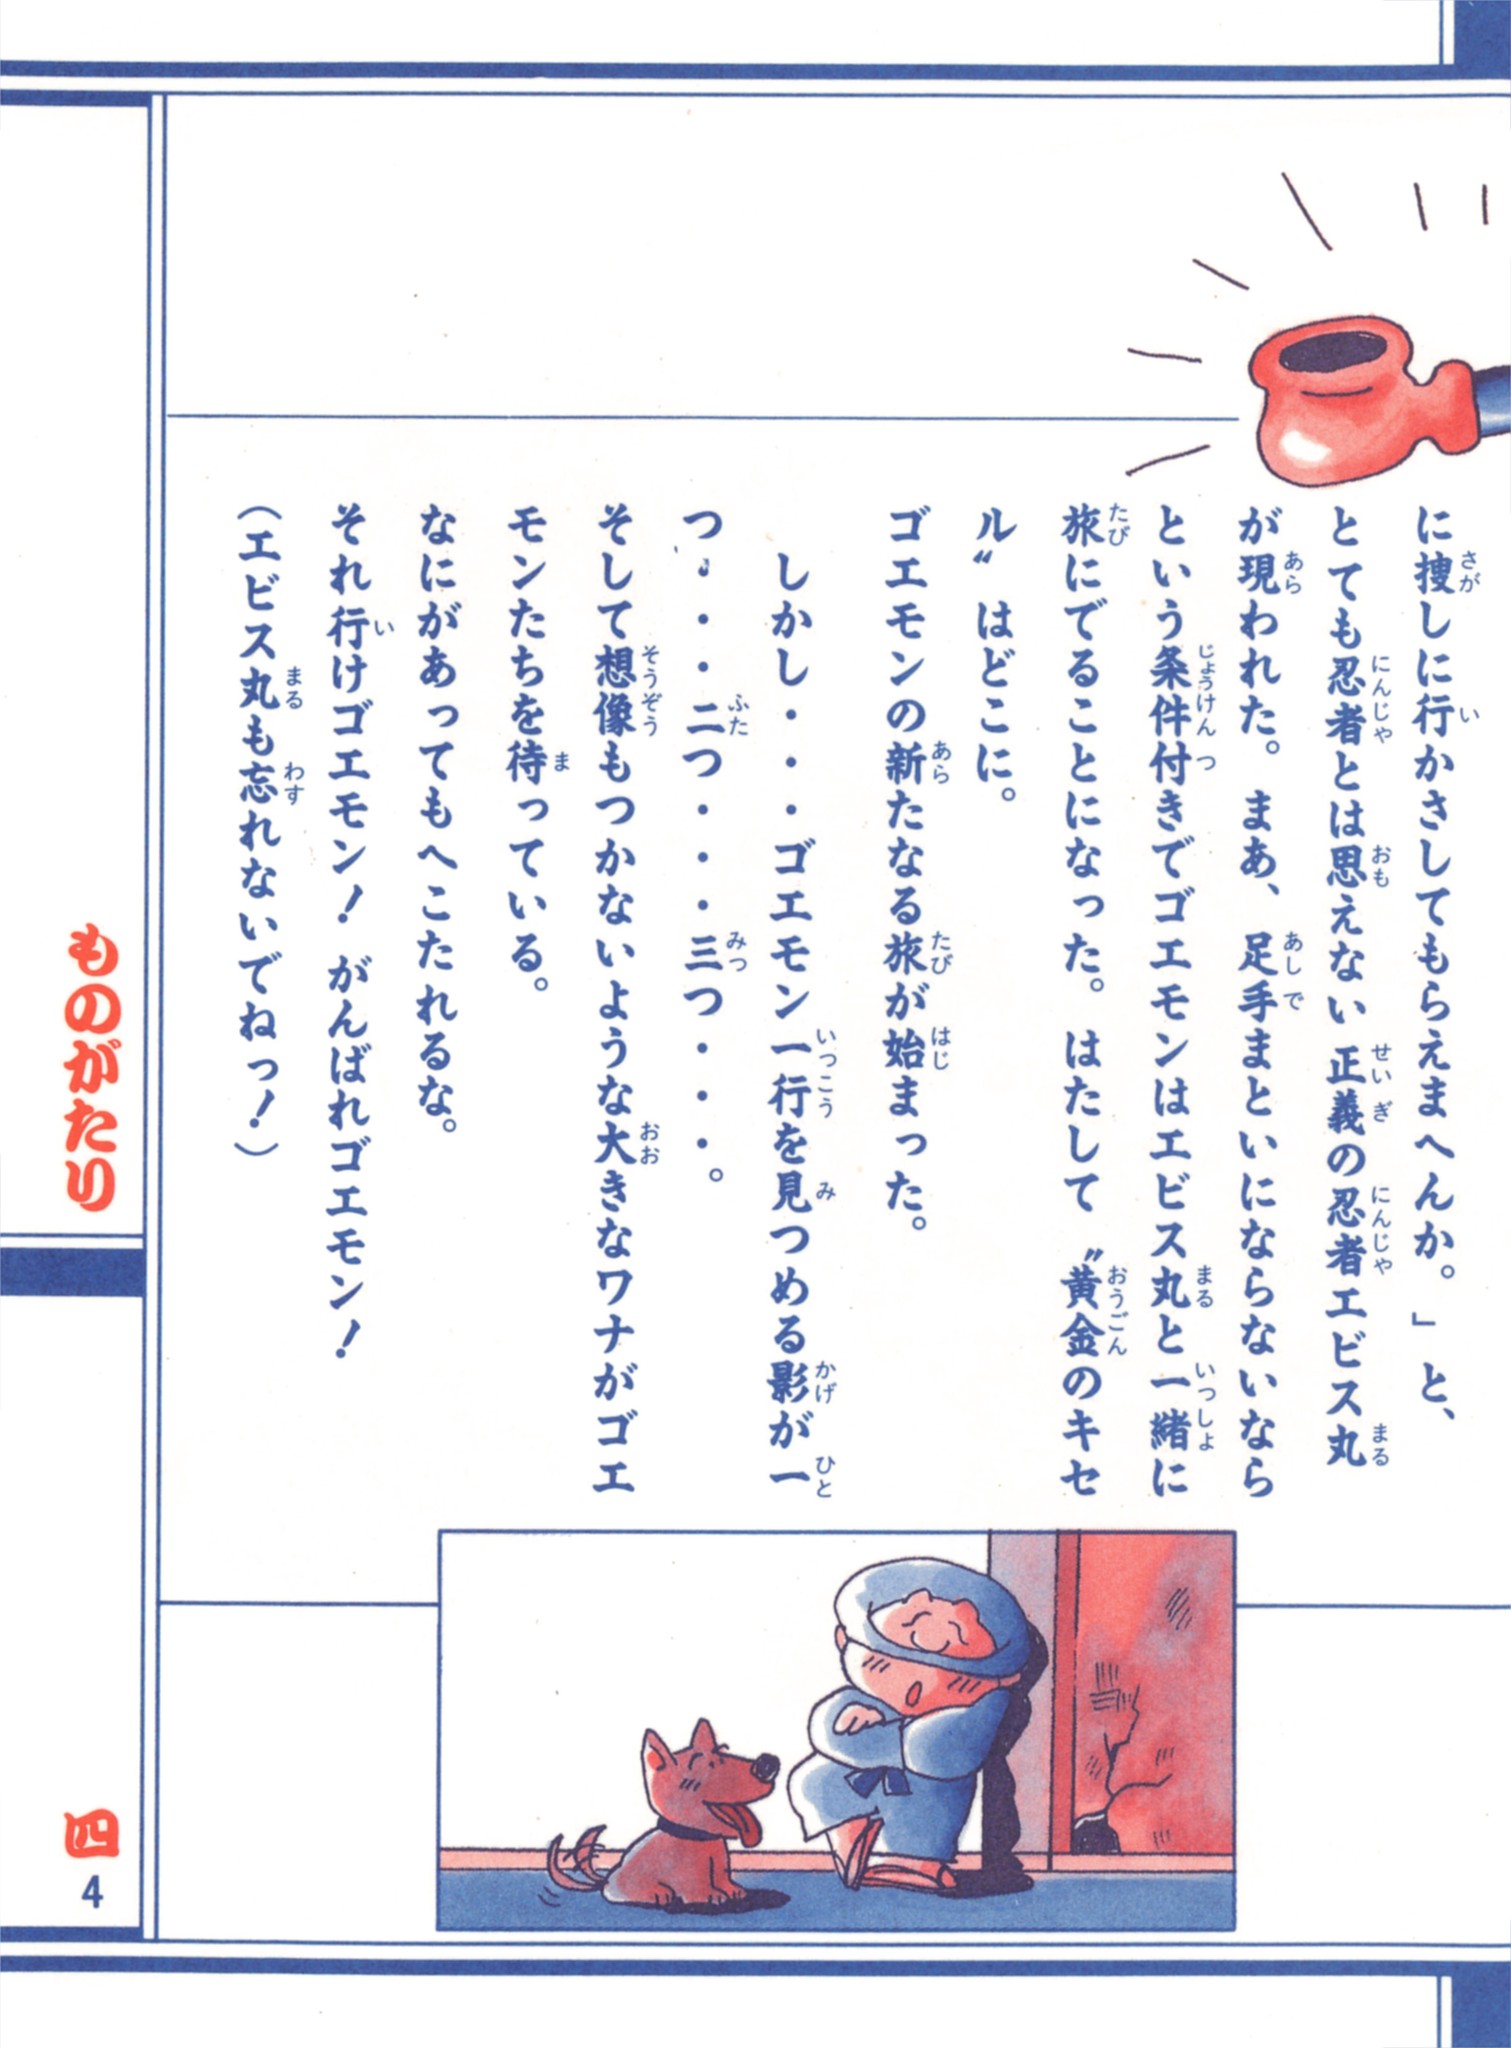 に捜しに行かさしてもらえまへんか。」と、
とても忍者とは思えない正義の忍者エビス丸
が現われた。まあ、足手まといにならないなら
という条件付きでゴエモンはエビス丸と一緒に
旅にでることになった。はたして〝黄金のキセ
ル〟はどこに。
ゴエモンの新たなる旅が始まった。
しかし・・・ゴエモン一行を見つめる影が一
つ・・・・二つ・・・・三つ・・・・。
そして想像もつかないような大きなワナがゴエ
モンたちを待っている。
なにがあってもへこたれるな。
それ行けゴエモン！がんばれゴエモン！
（エビス丸も忘れないでねっ！）
ものがたり
四
4